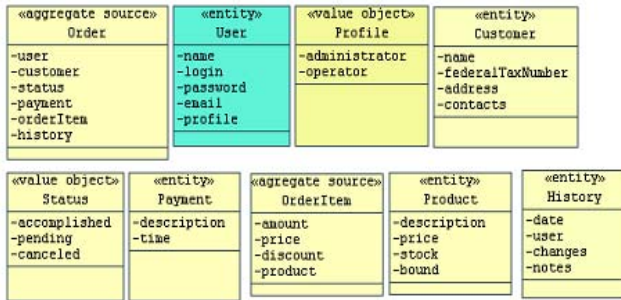 «aggregate source»
Order
-user
-customer
-status
-payment
-orderItem
-history
«entity»
User
-name
-login
-password
-email
-profile
«value object»
Profile
-administrator
-operator
«entity»
Customer
-name
-federalTaxNumber
-address
-contacts
«value object»
Status
-accomplished
-pending
-canceled
«entity»
Payment
-description
-time
«agregate source»
OrderItem
-amount
-price
-discount
-product
«entity»
Product
-description
-price
-stock
-bound
«entity»
History
-date
-user
-changes
-notes